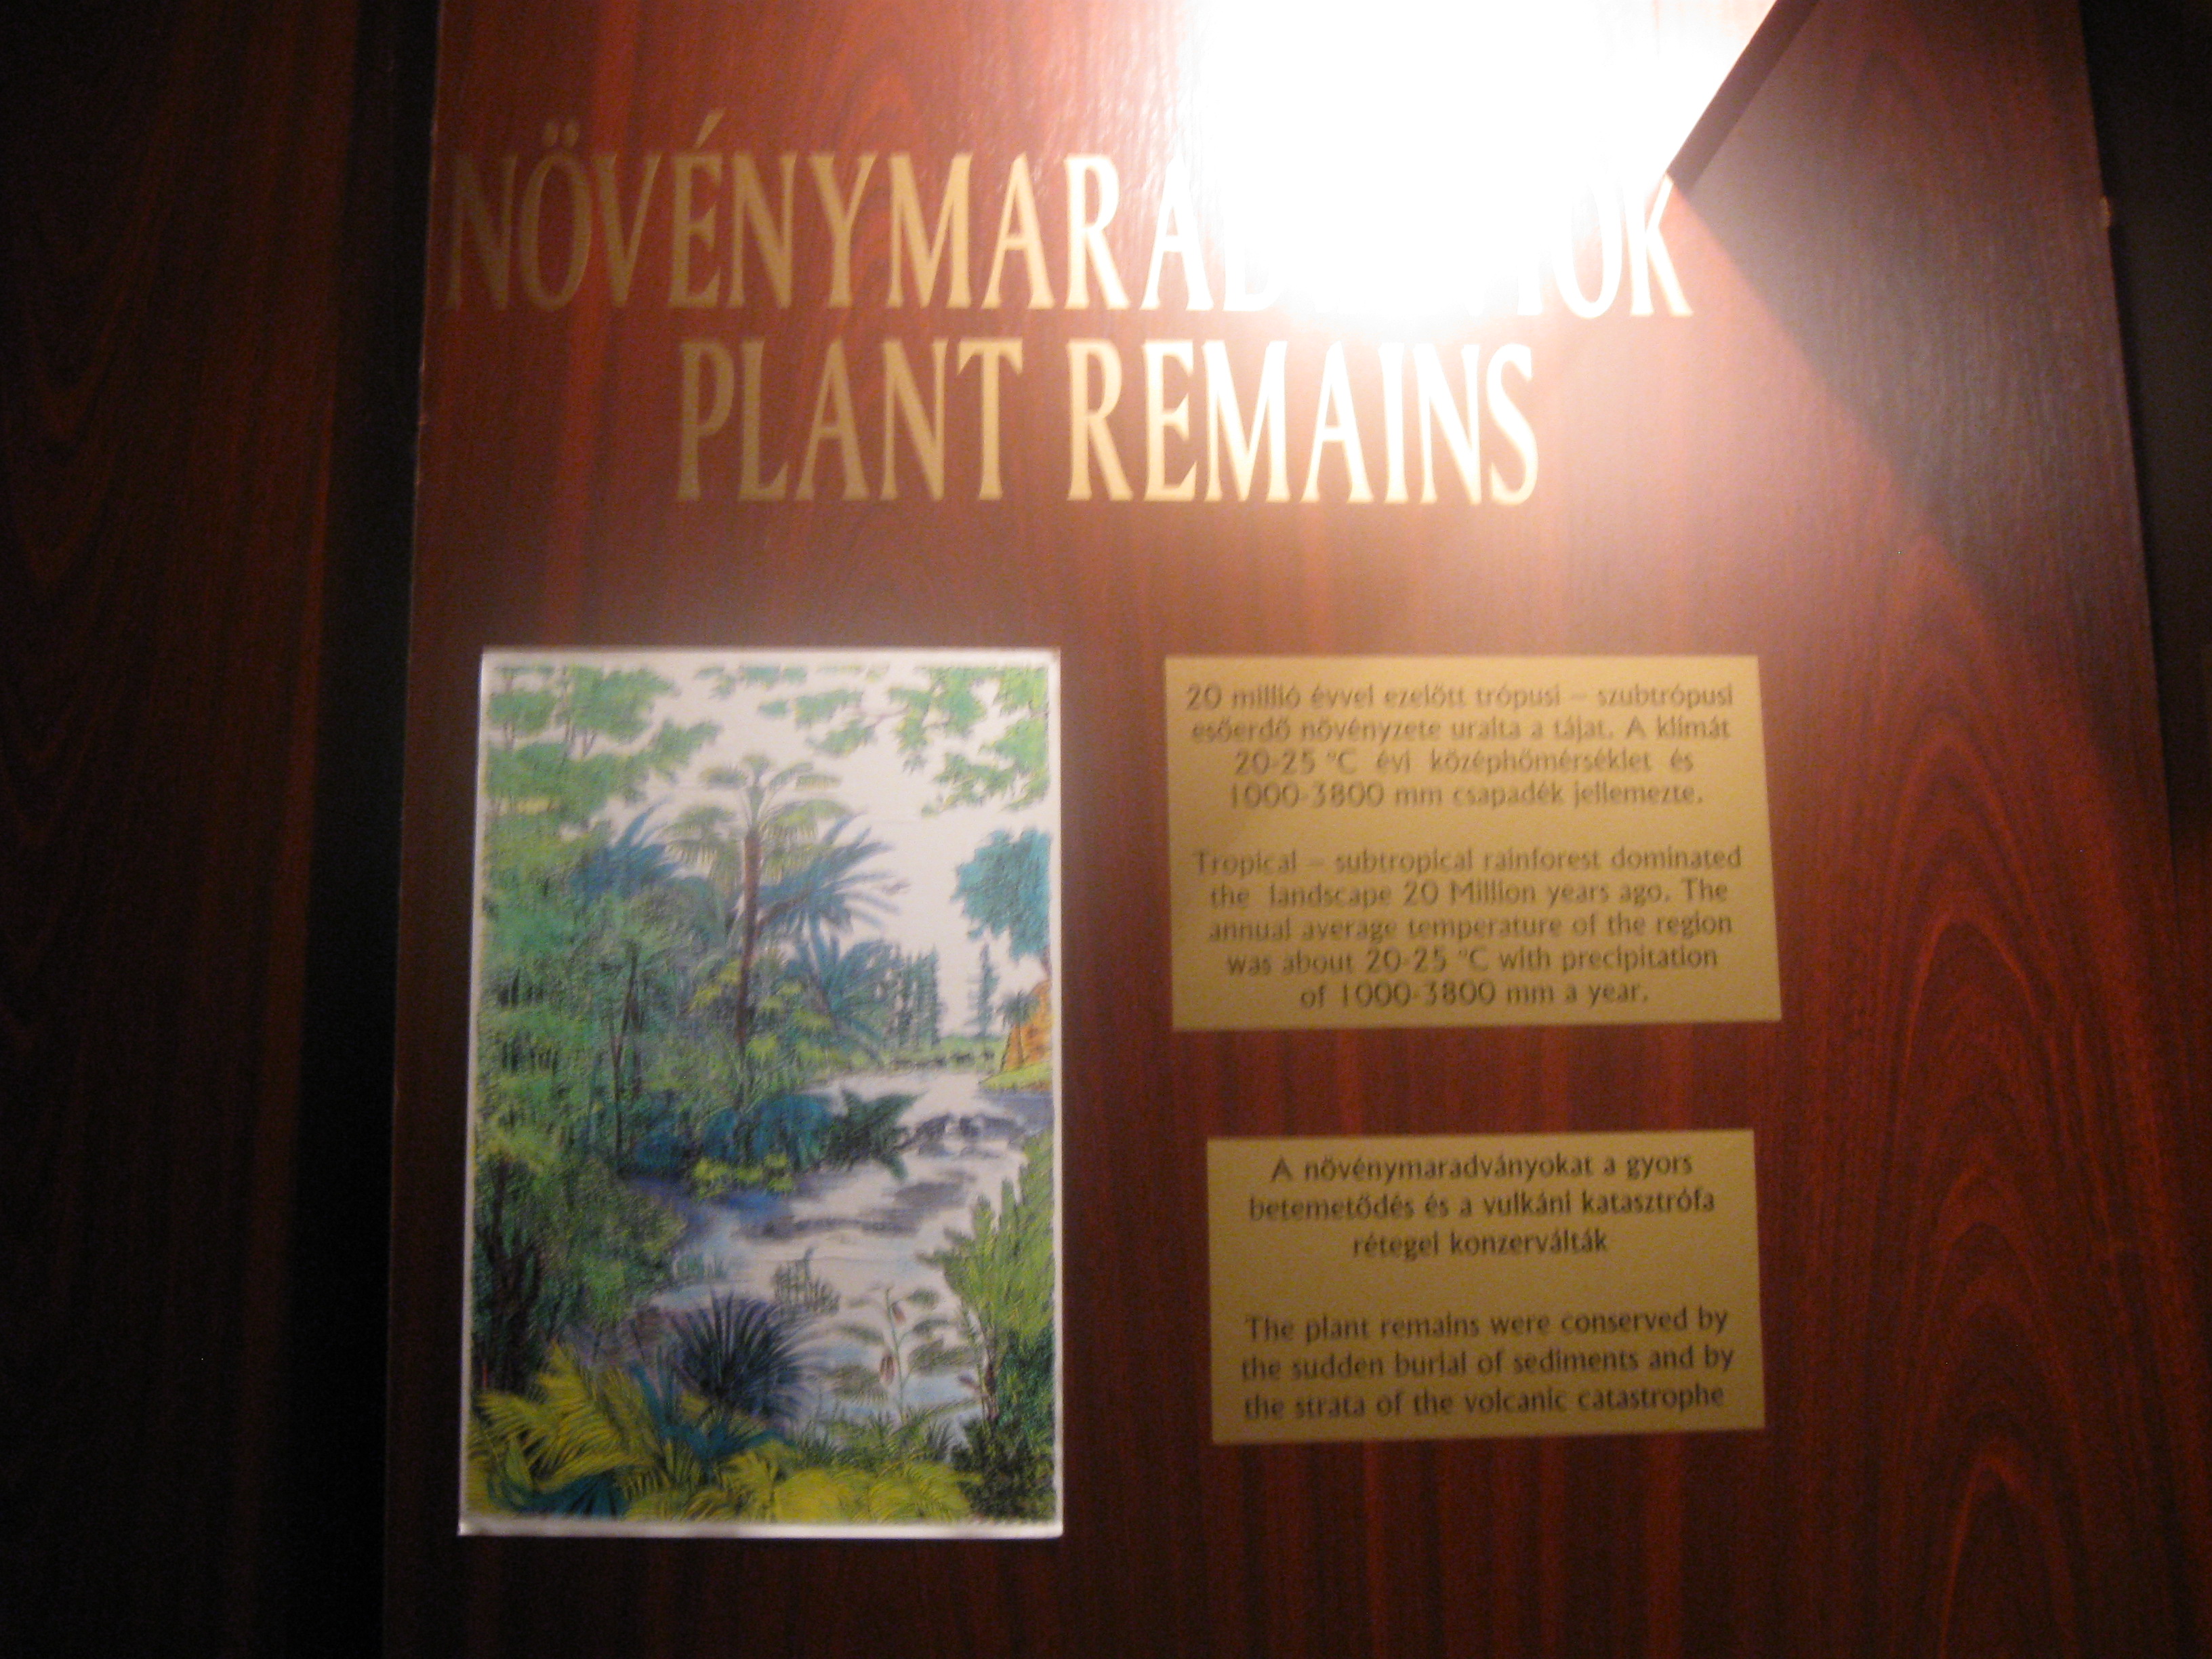 PLANT REMAINS
20 millió évvel ezelőtt trópusi – szubtrópusi
esőerdő növényzete uralta a tájat. A klímát
20-25 °C évi középhőmérséklet és
1000-3800 mm csapadék jellemezte.
Tropical – subtropical rainforest dominated
the landscape 20 Million years ago. The
annual average temperature of the region
was about 20-25 °C with precipitation
of 1000-3800 mm a year.
A növénymaradványokat a gyors
betemetődés és a vulkáni katasztrófa
rétegei konzerválták
The plant remains were conserved by
the sudden burial of sediments and by
the strata of the volcanic catastrophe